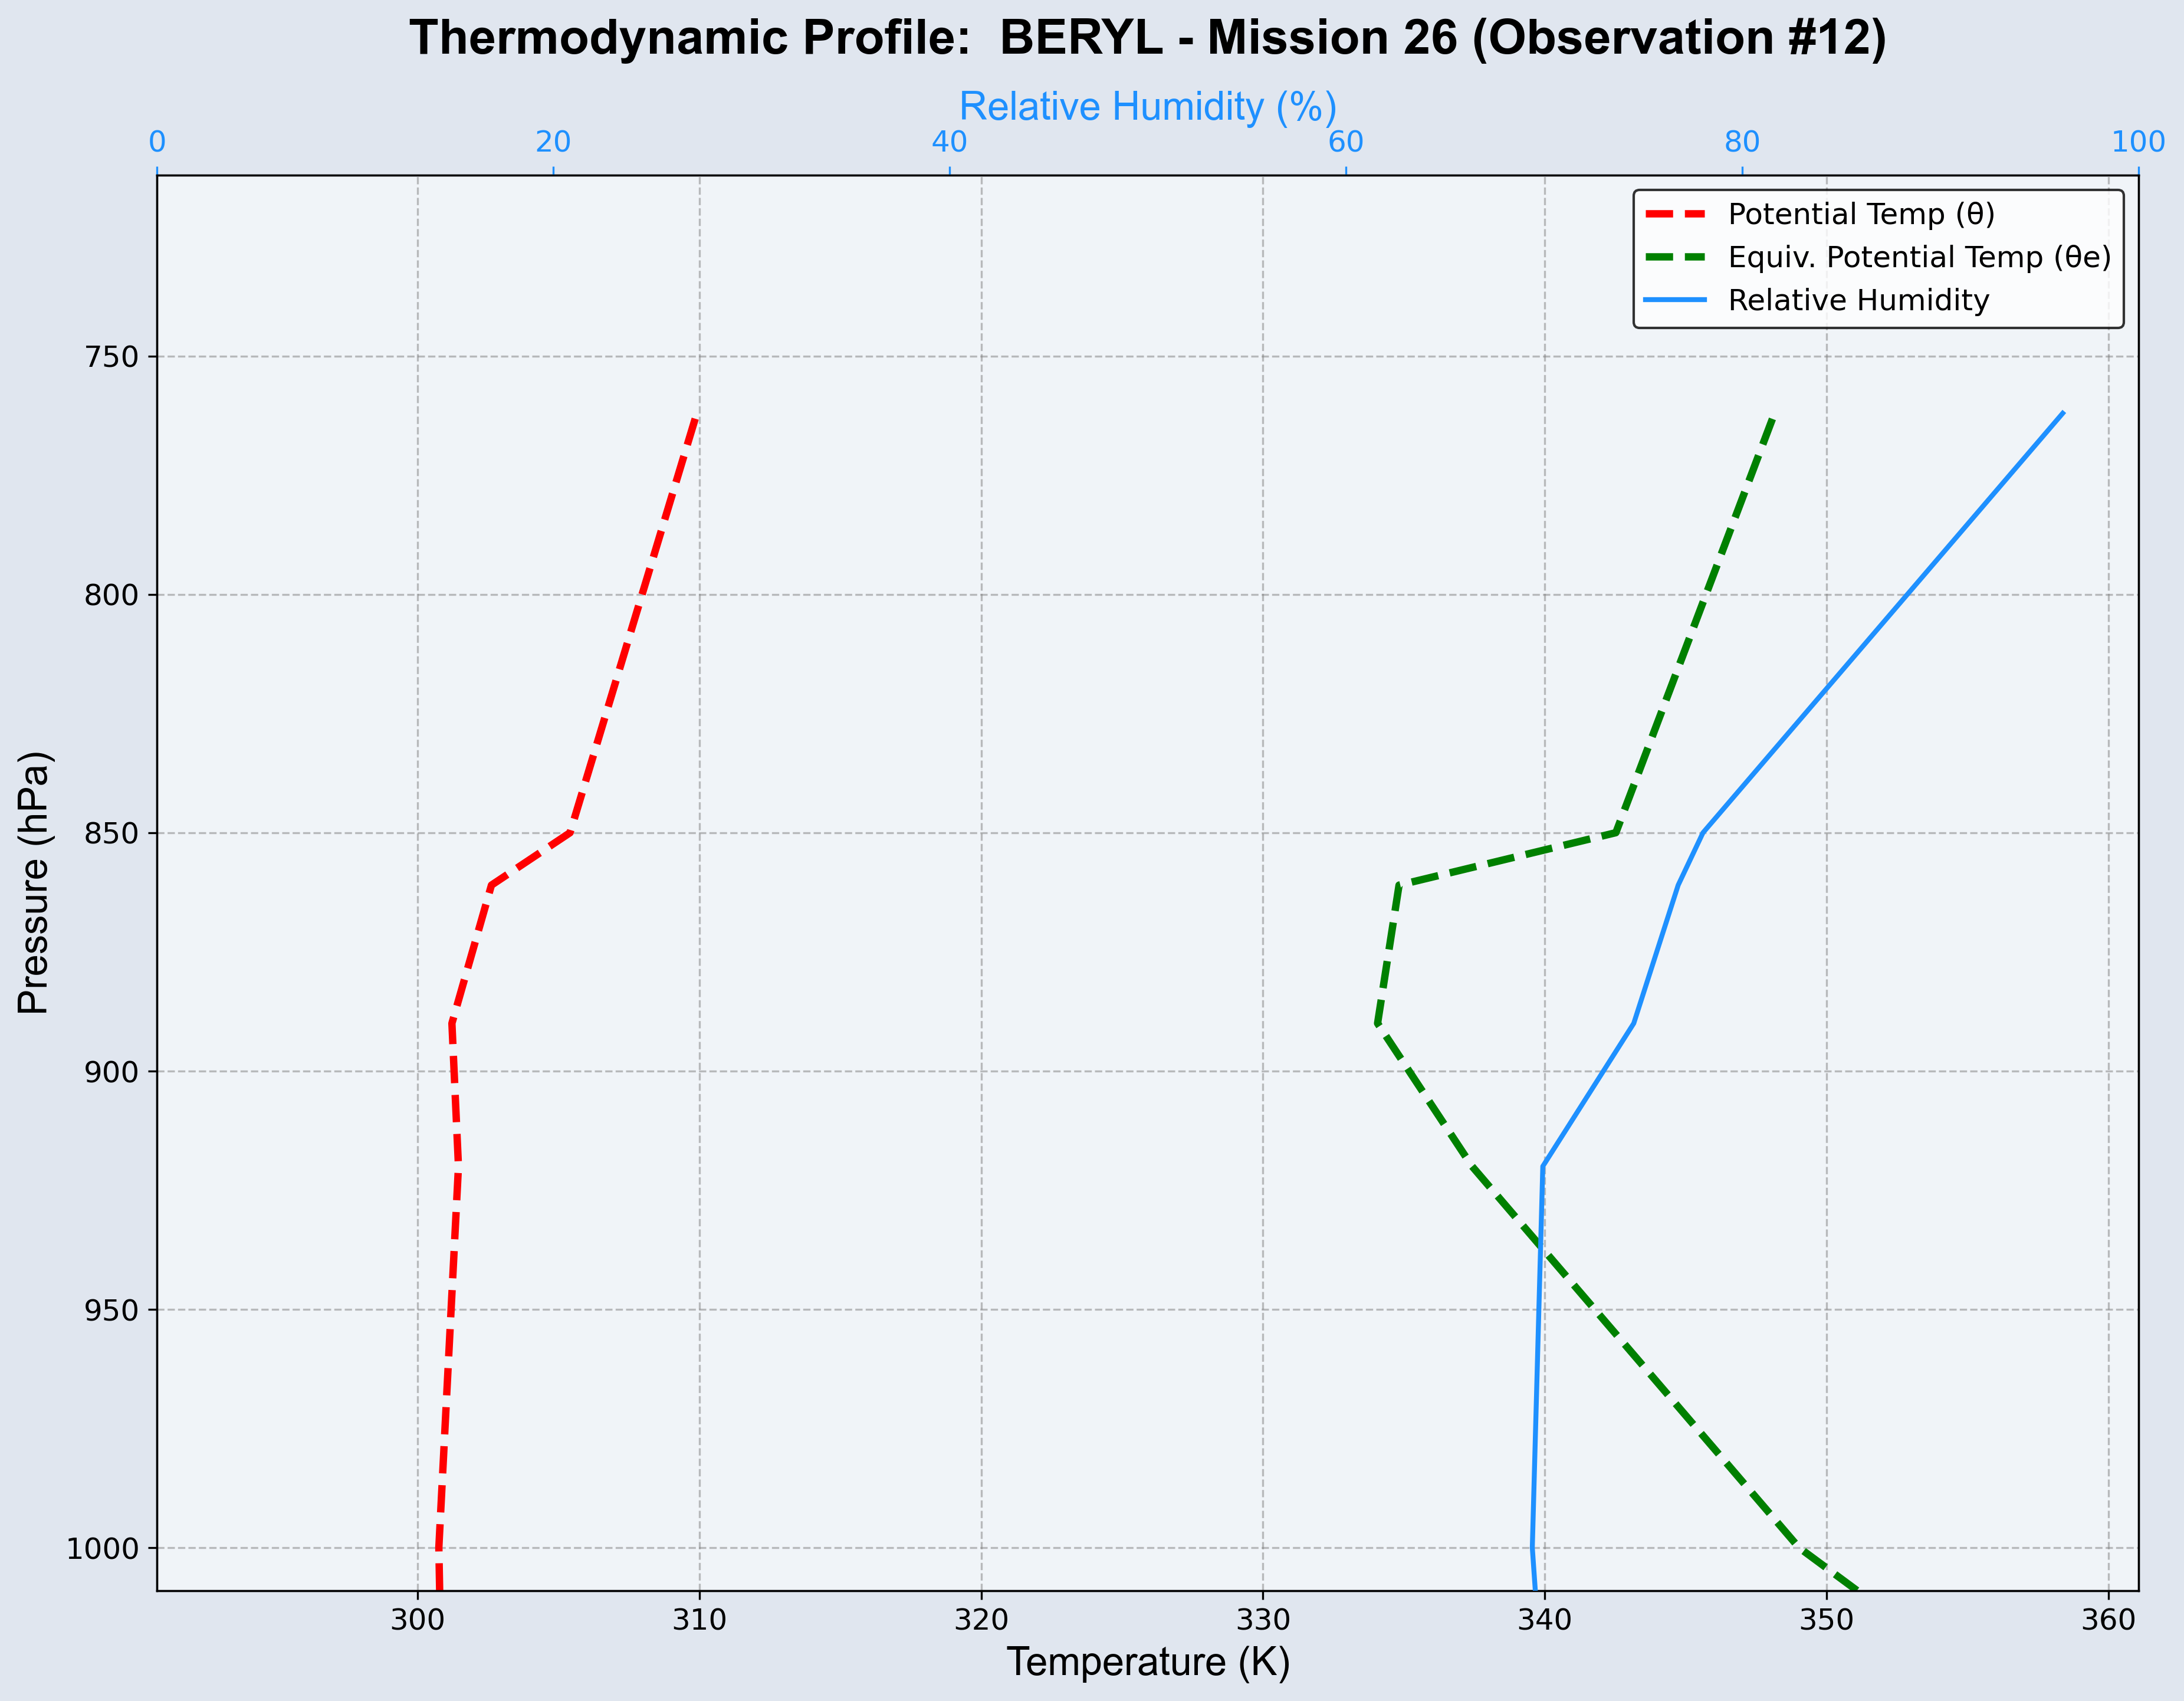 Thermodynamic Profile:  BERYL - Mission 26 (Observation #12)
Relative Humidity (%)
0 20 40 60 80 100
Potential Temp (θ)
Equiv. Potential Temp (θe)
Relative Humidity
750
800
850
900
950
1000
Pressure (hPa)
300 310 320 330 340 350 360
Temperature (K)